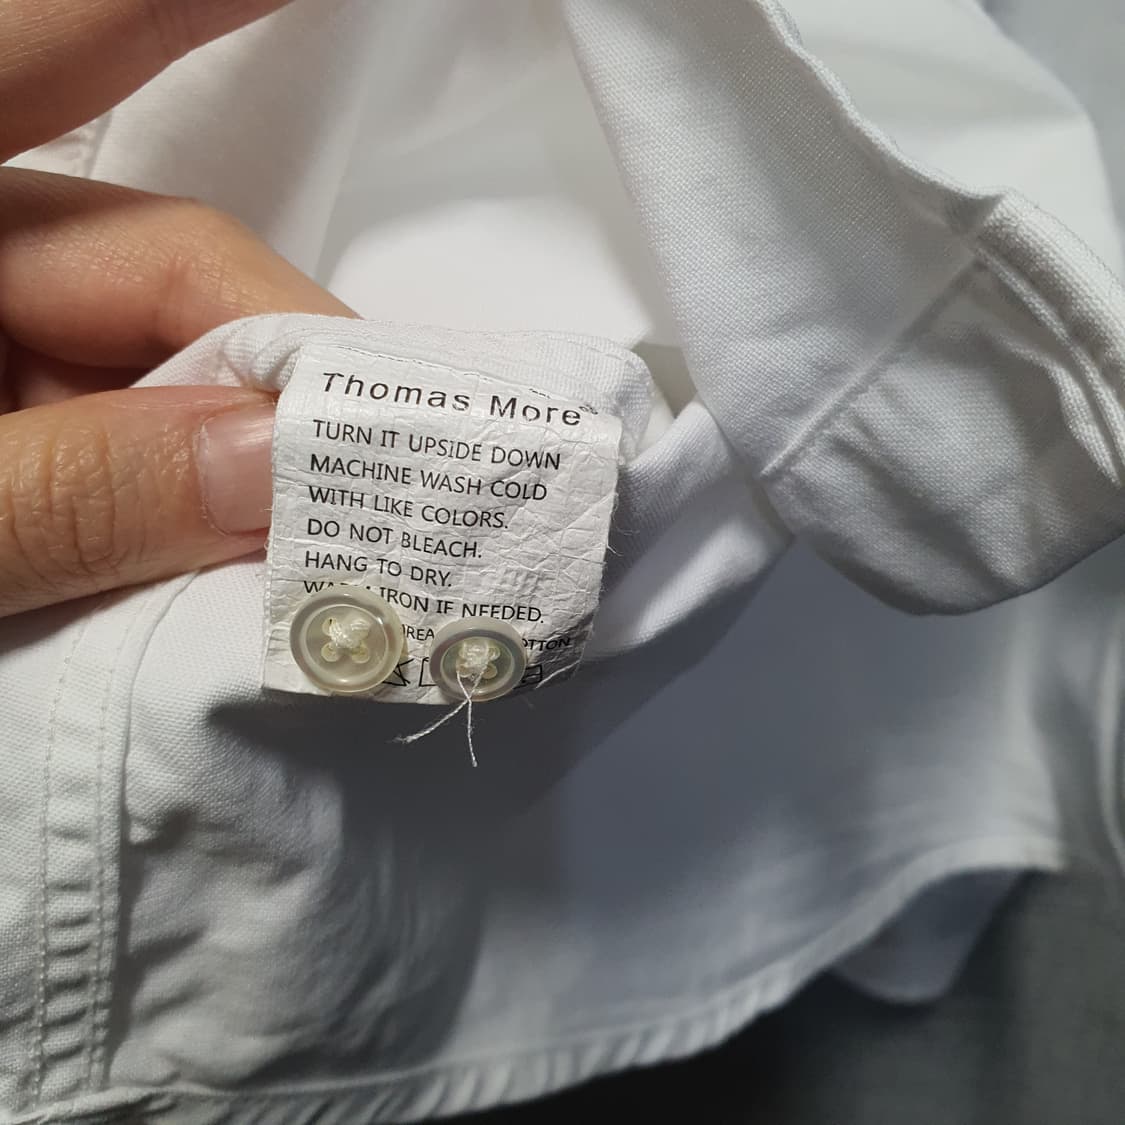 Thomas More®
TURN IT UPSIDE DOWN
MACHINE WASH COLD
WITH LIKE COLORS.
DO NOT BLEACH.
HANG TO DRY.
IRON IF NEEDED.